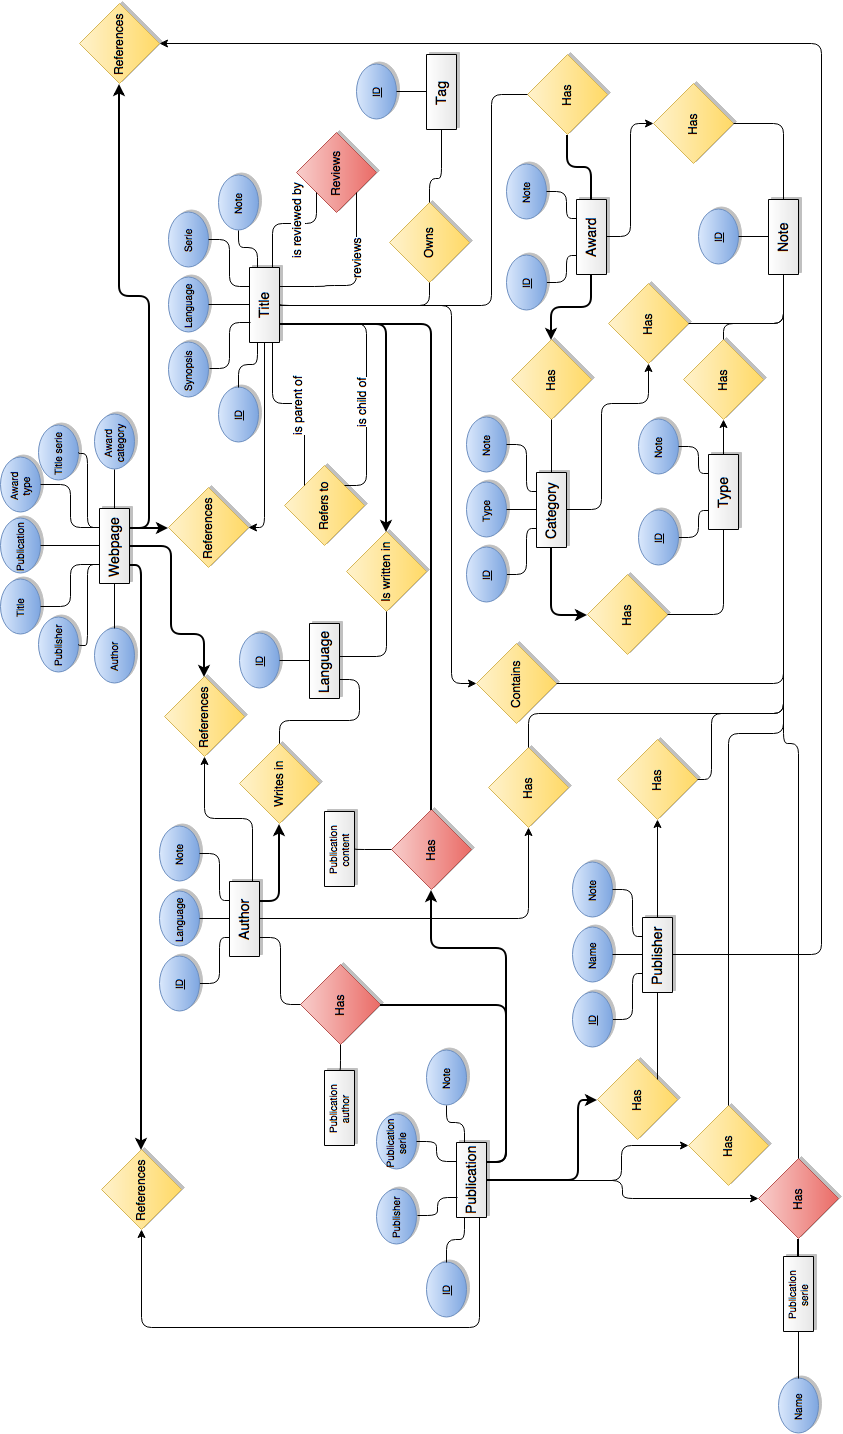 References
ID
Tag
Has
Has
Reviews
is reviewed by
reviews
Note
Serie
Language
Synopsis
ID
Title
Owns
Note
ID
Award
ID
Note
Has
Has
Has
is parent of
is child of
Award
type
Title serie
Award
category
Publication
Title
Publisher
Author
Webpage
References
Refers to
Note
Type
ID
Category
Note
ID
Type
Is written in
Has
ID
Language
Contains
References
Writes in
Has
Has
Publication
content
Has
Note
Language
ID
Author
Note
Name
ID
Publisher
Has
Publication
author
Note
Publication
serie
Publisher
ID
Publication
Has
Has
References
Has
Publication
serie
Name